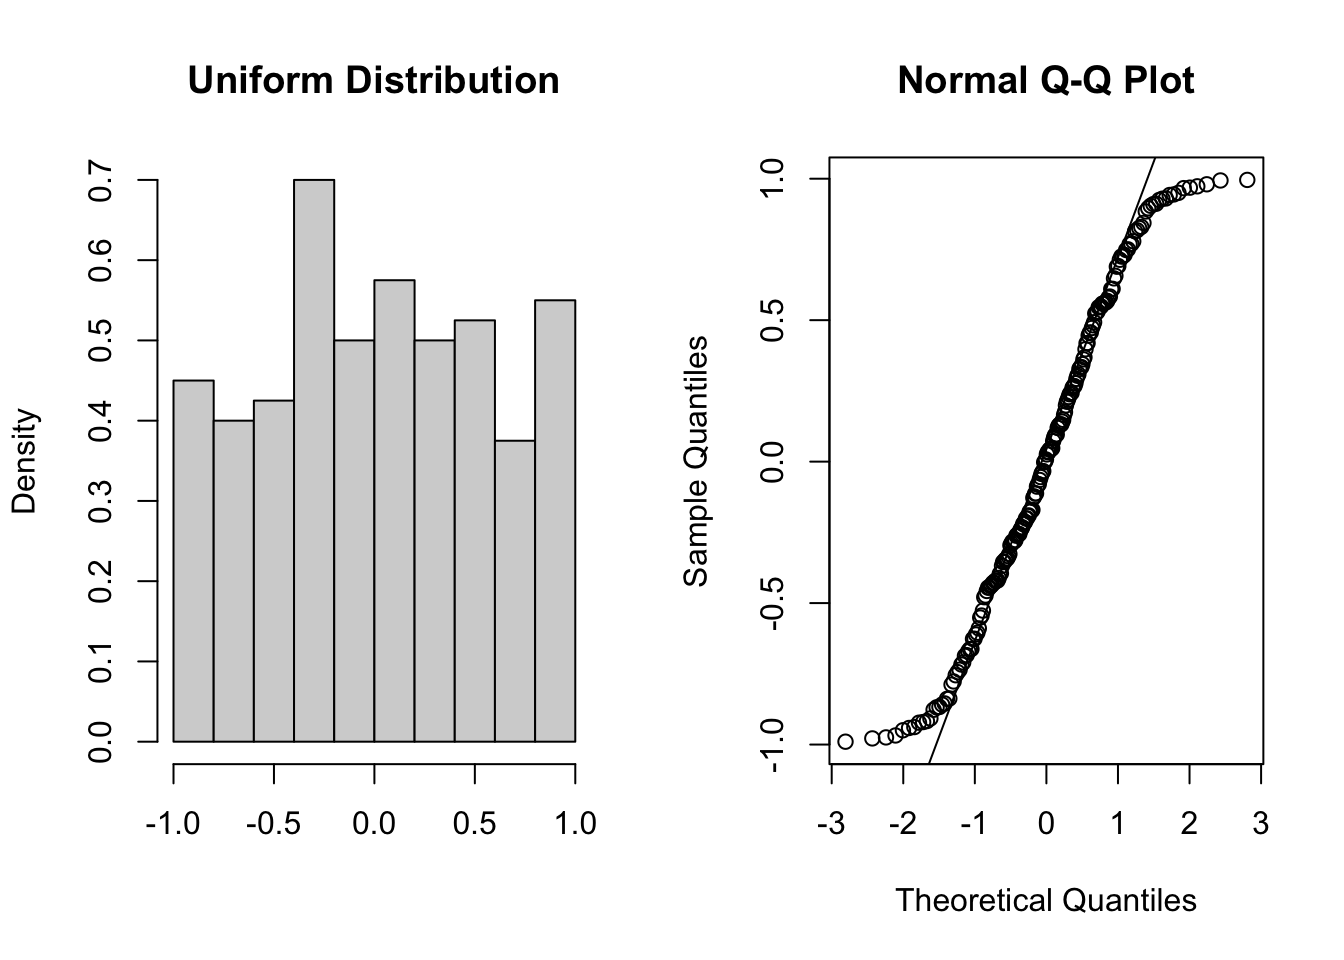 Uniform Distribution
Density
0.0 0.1 0.2 0.3 0.4 0.5 0.6 0.7
-1.0 -0.5 0.0 0.5 1.0
Normal Q-Q Plot
Sample Quantiles
-1.0 -0.5 0.0 0.5 1.0
-3 -2 -1 0 1 2 3
Theoretical Quantiles